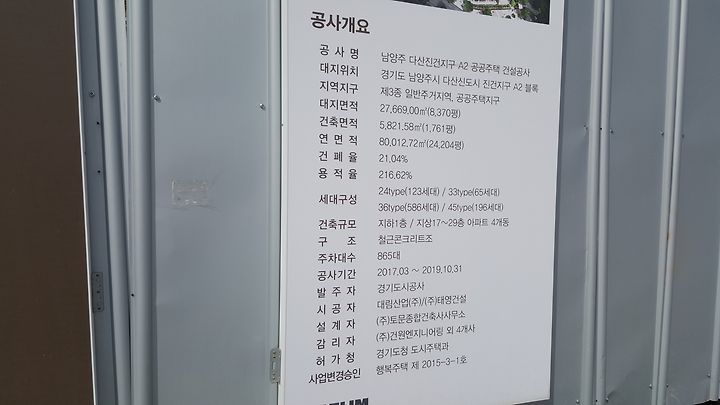 공사개요
공 사 명 남양주 다산진건지구 A2 공공주택 건설공사
대지위치 경기도 남양주시 다산신도시 진건지구 A2 블록
지역지구 제3종 일반주거지역, 공공주택지구
대지면적 27,669.00㎡(8,370평)
건축면적 5,821.58㎡(1,761평)
연 면 적 80,012.72㎡(24,204평)
건 폐 율 21.04%
용 적 율 216.62%
세대구성 24type(123세대) / 33type(65세대)
36type(586세대) / 45type(196세대)
건축규모 지하1층 / 지상17~29층 아파트 4개동
구 조 철근콘크리트조
주차대수 865대
공사기간 2017.03 ~ 2019.10.31
발 주 자 경기도시공사
시 공 자 대림산업(주)/(주)태영건설
설 계 자 (주)토문종합건축사사무소
감 리 자 (주)건원엔지니어링 외 4개사
허 가 청 경기도청 도시주택과
사업변경승인 행복주택 제 2015-3-1호